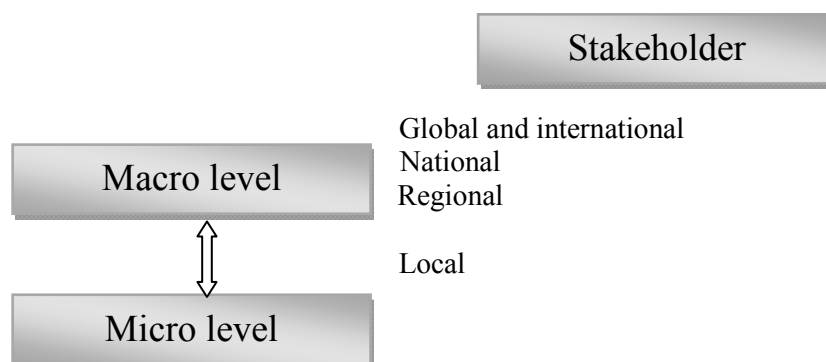 Stakeholder
Global and international
National
Macro level
Regional
Local
Micro level